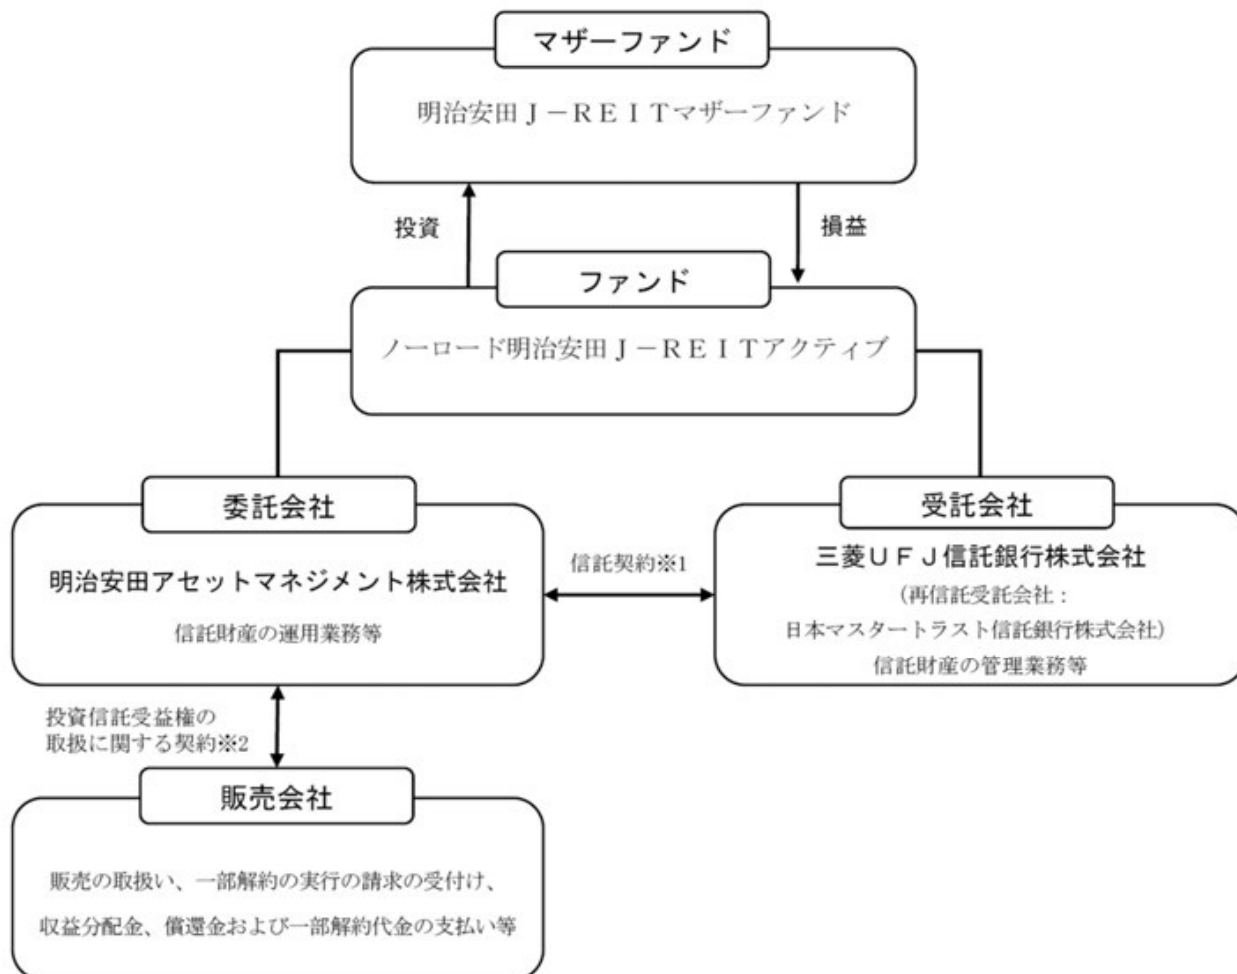 マザーファンド
明治安田Ｊ－ＲＥＩＴマザーファンド
投資
損益
ファンド
ノーロード明治安田Ｊ－ＲＥＩＴアクティブ
委託会社
明治安田アセットマネジメント株式会社
信託財産の運用業務等
信託契約※1
受託会社
三菱ＵＦＪ信託銀行株式会社
（再信託受託会社：
日本マスタートラスト信託銀行株式会社）
信託財産の管理業務等
投資信託受益権の
取扱に関する契約※2
販売会社
販売の取扱い、一部解約の実行の請求の受付け、
収益分配金、償還金および一部解約代金の支払い等